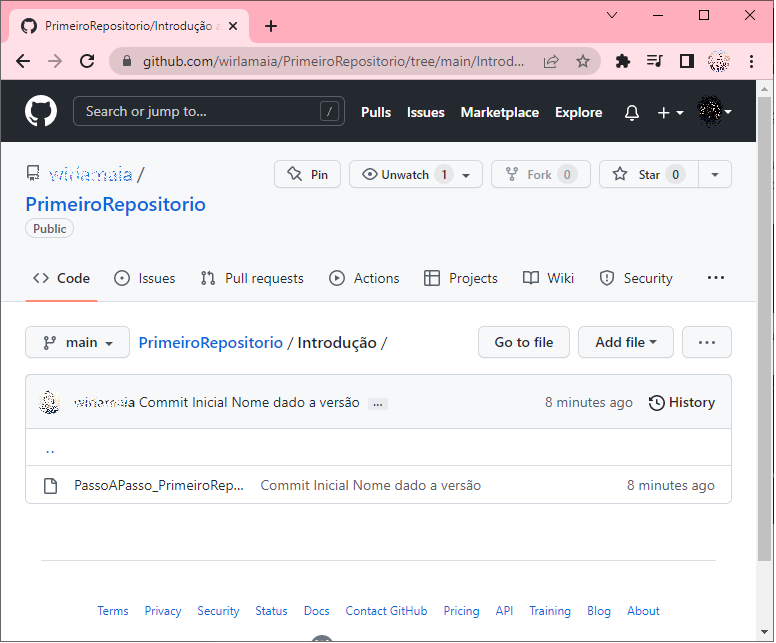 PrimeiroRepositorio/Introdução a
github.com/wirlamaia/PrimeiroRepositorio/tree/main/Introd...
Search or jump to... /
Pulls Issues Marketplace Explore
wirlamaia / Pin Unwatch 1 Fork 0 Star 0
PrimeiroRepositorio
Public
Code Issues Pull requests Actions Projects Wiki Security ...
main PrimeiroRepositorio / Introdução / Go to file Add file ...
wirlamaia Commit Inicial Nome dado a versão ... 8 minutes ago History
..
PassoAPasso_PrimeiroRep... Commit Inicial Nome dado a versão 8 minutes ago
Terms Privacy Security Status Docs Contact GitHub Pricing API Training Blog About